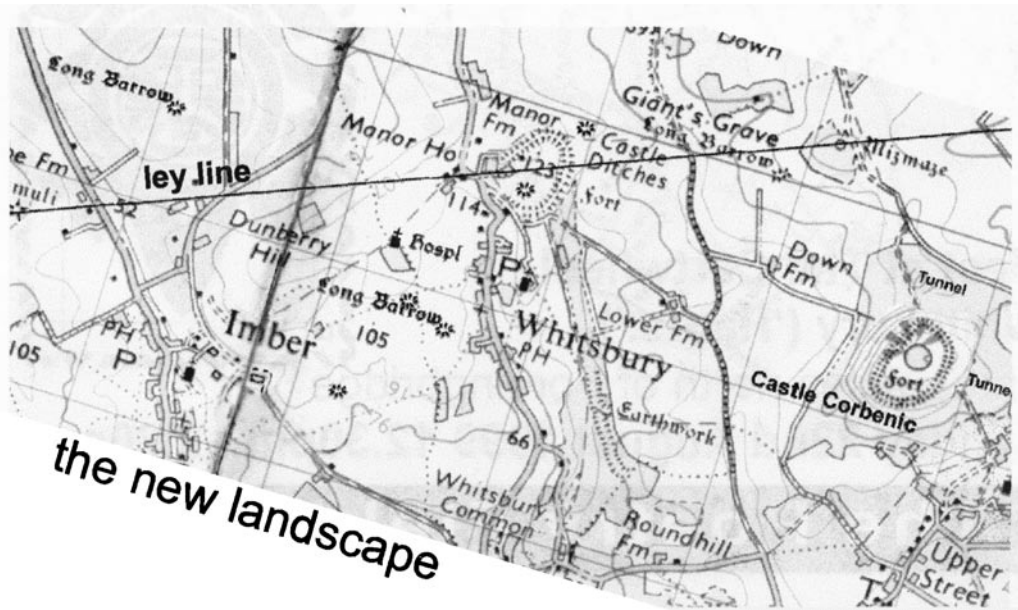 Long Barrow
Fm
muli
52
ley line
Dunberry
Hill
Manor Ho
Manor
Fm
123
Castle
Ditches
Fort
114
Hospl
Long Barrow
105
Imber
PH
P
105
P
Whitsbury
PH
66
Whitsbury
Common
Down
Giant's Grave
Long Barrow
Mizmaze
Lower Fm
Down
Fm
Tunnel
Fort
Castle Corbenic
Earthwork
Roundhill
Fm
Upper
Street
T
the new landscape